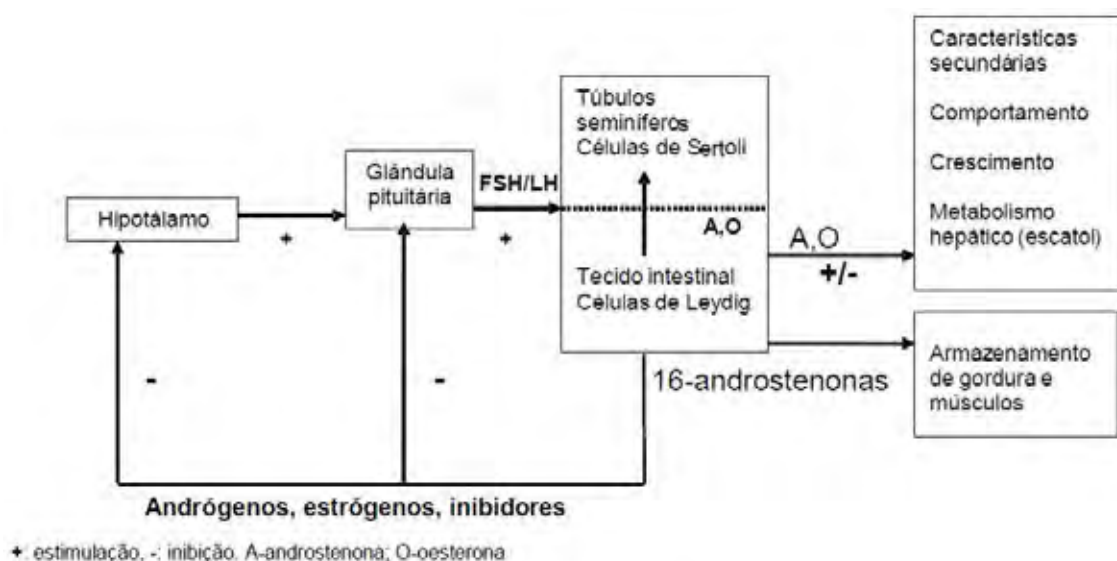 Hipotálamo
+
Glândula
pituitária
FSH/LH
+
Túbulos
seminíferos
Células de Sertoli
A,O
Tecido intestinal
Células de Leydig
A,O
+/-
Características
secundárias
Comportamento
Crescimento
Metabolismo
hepático (escatol)
16-androstenonas
Armazenamento
de gordura e
músculos
-
-
Andrógenos, estrógenos, inibidores
+: estimulação, -: inibição. A-androstenona; O-oesterona